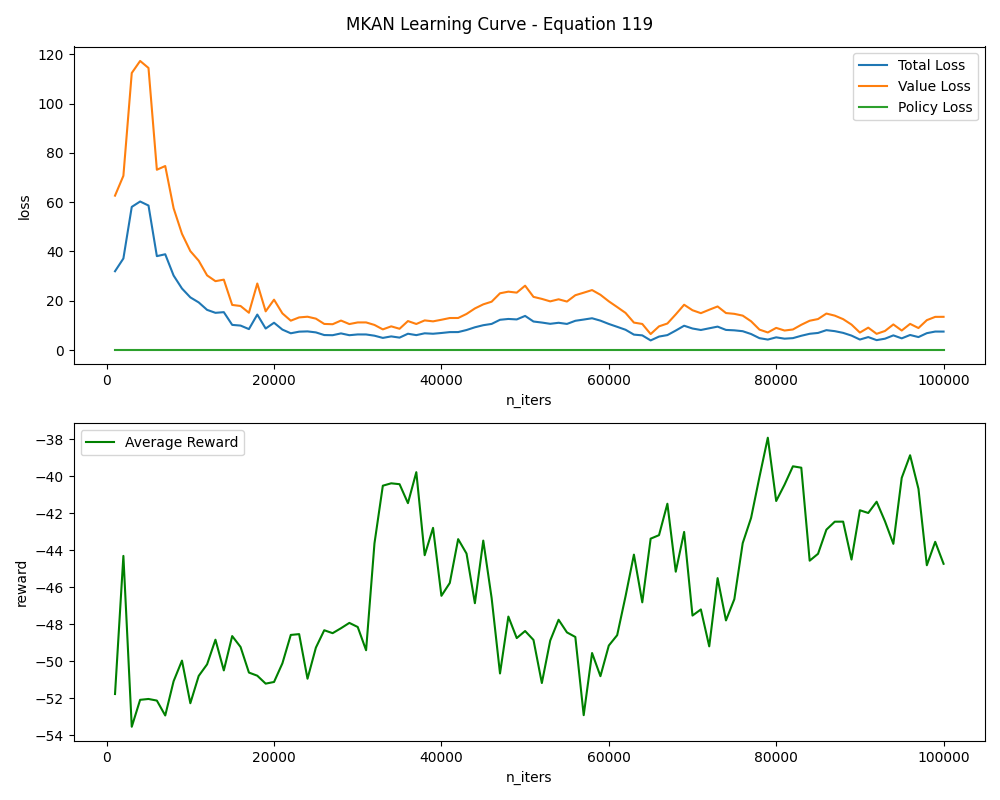 MKAN Learning Curve - Equation 119
120
100
80
60
40
20
0
loss
Total Loss
Value Loss
Policy Loss
0 20000 40000 60000 80000 100000
n_iters
−38
−40
−42
−44
−46
−48
−50
−52
−54
reward
Average Reward
0 20000 40000 60000 80000 100000
n_iters